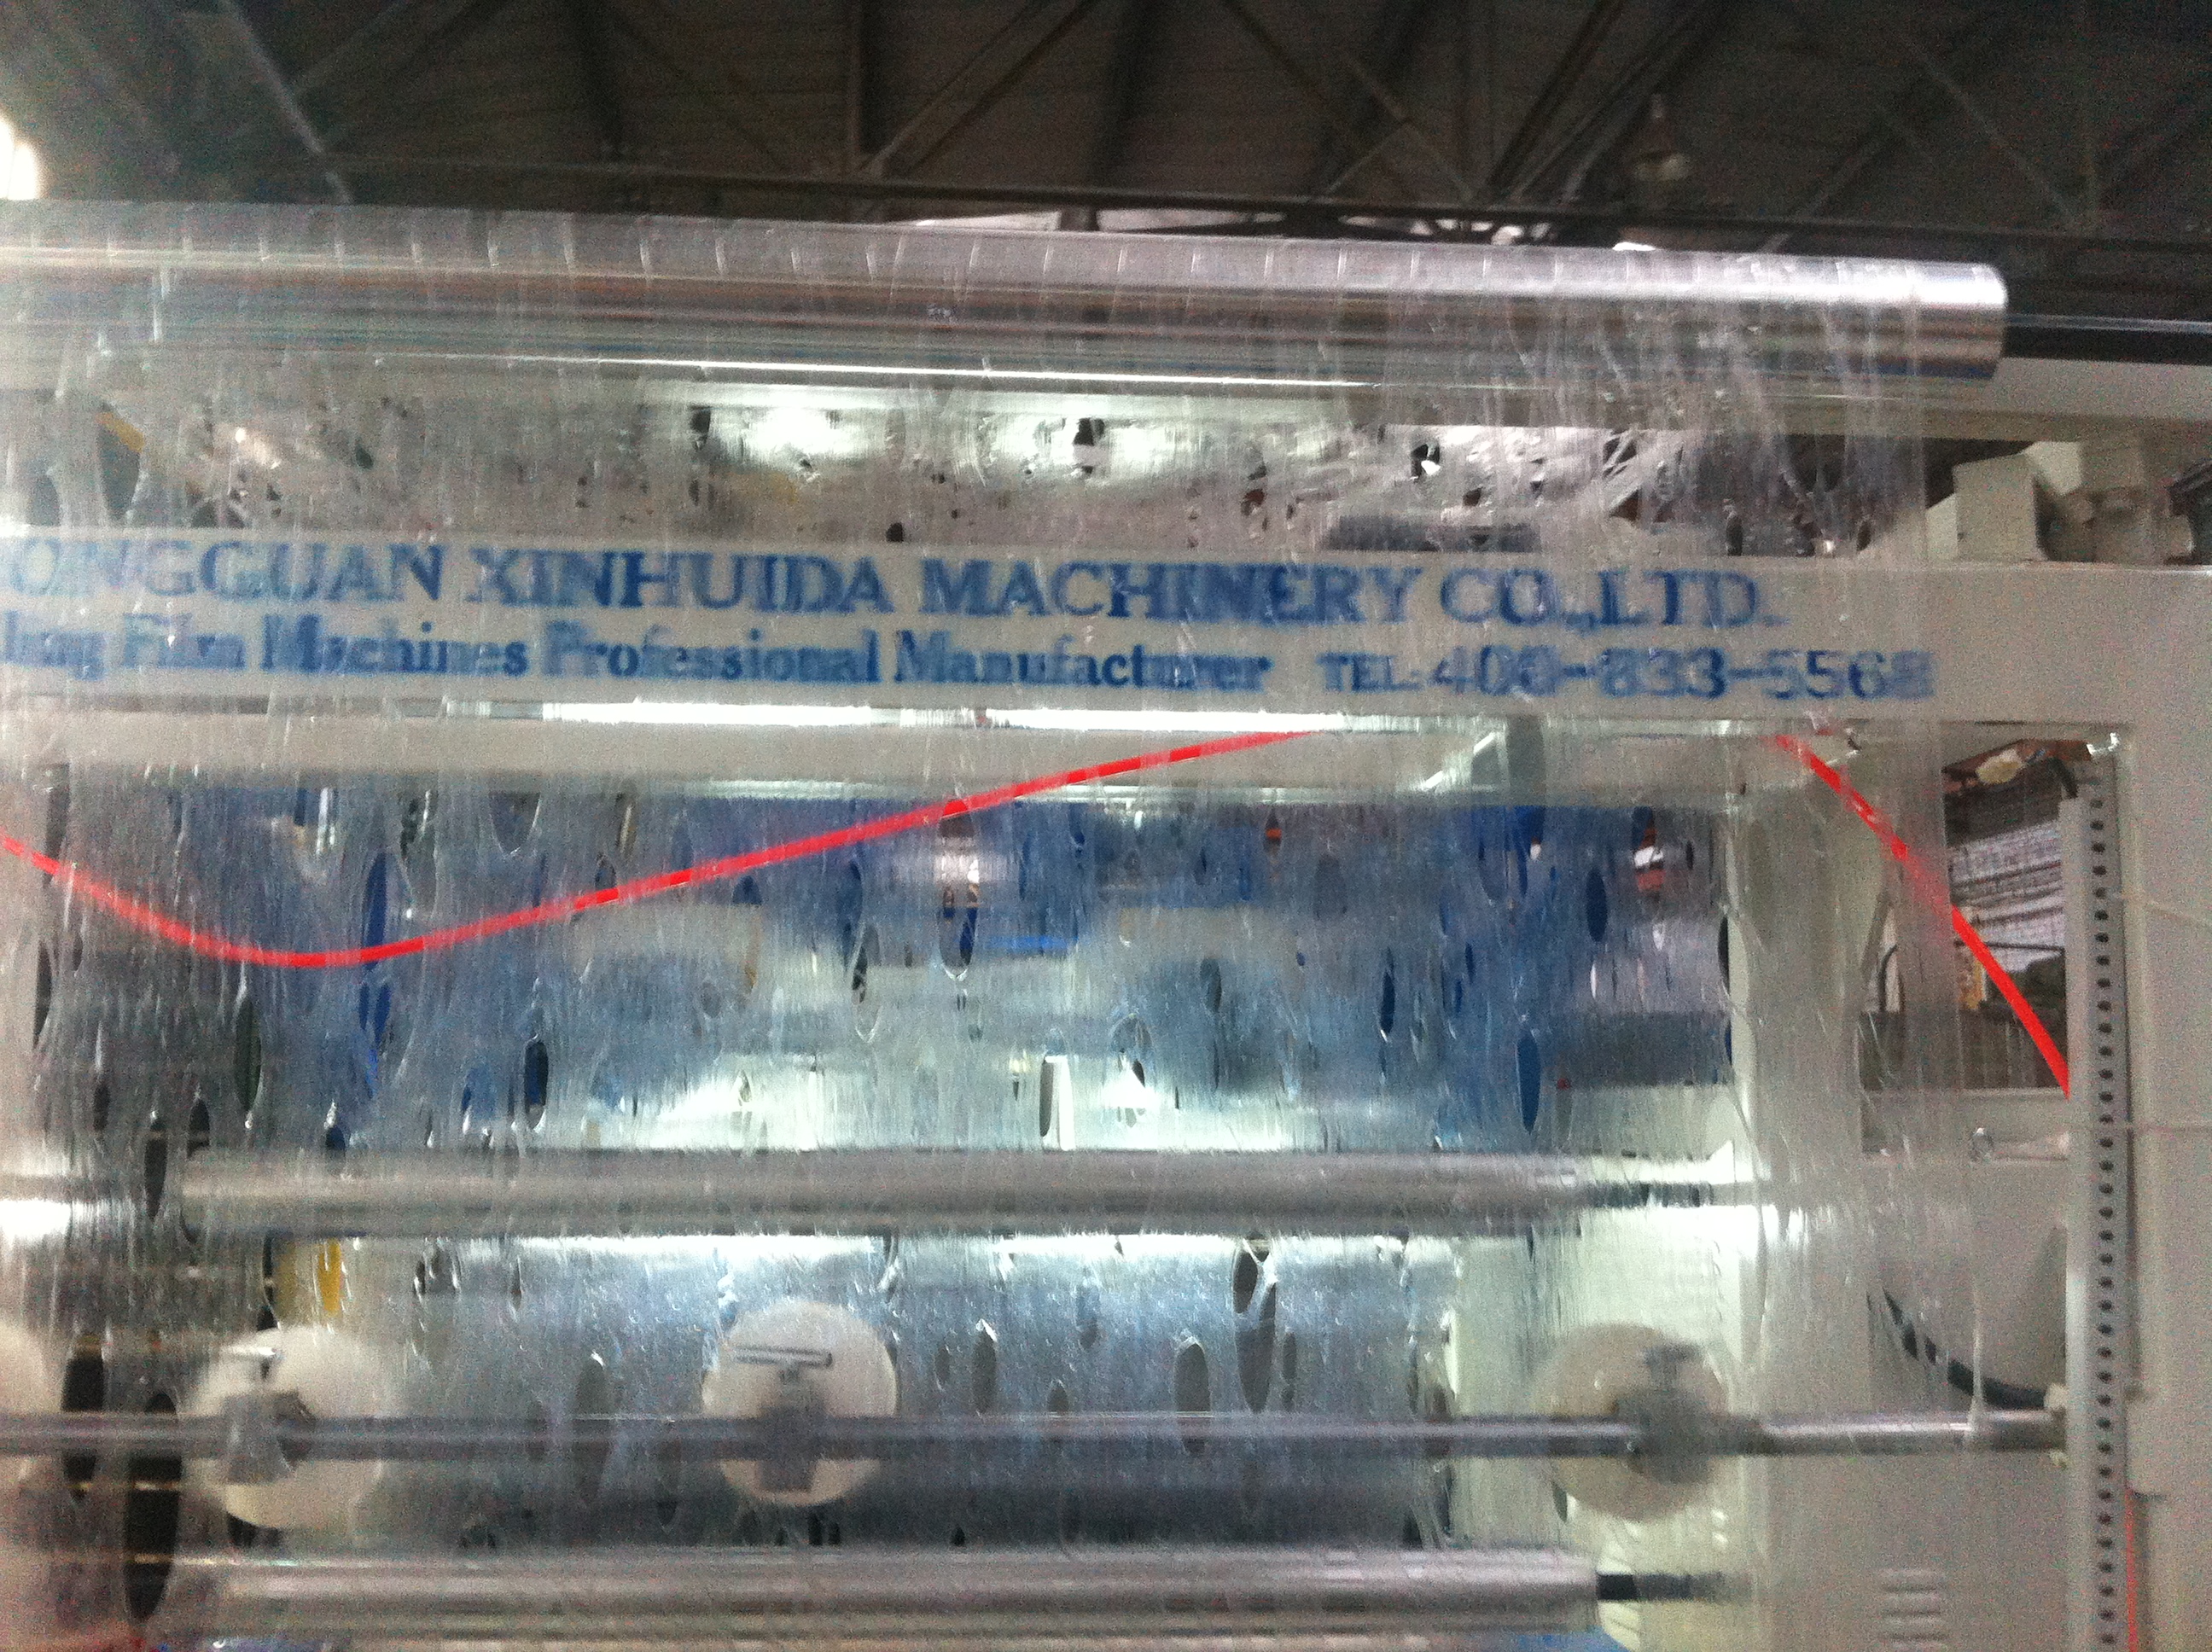 ONGGUAN XINHUIDA MACHINERY CO.,LTD.
Film Machines Professional Manufacturer TEL:400-833-5568